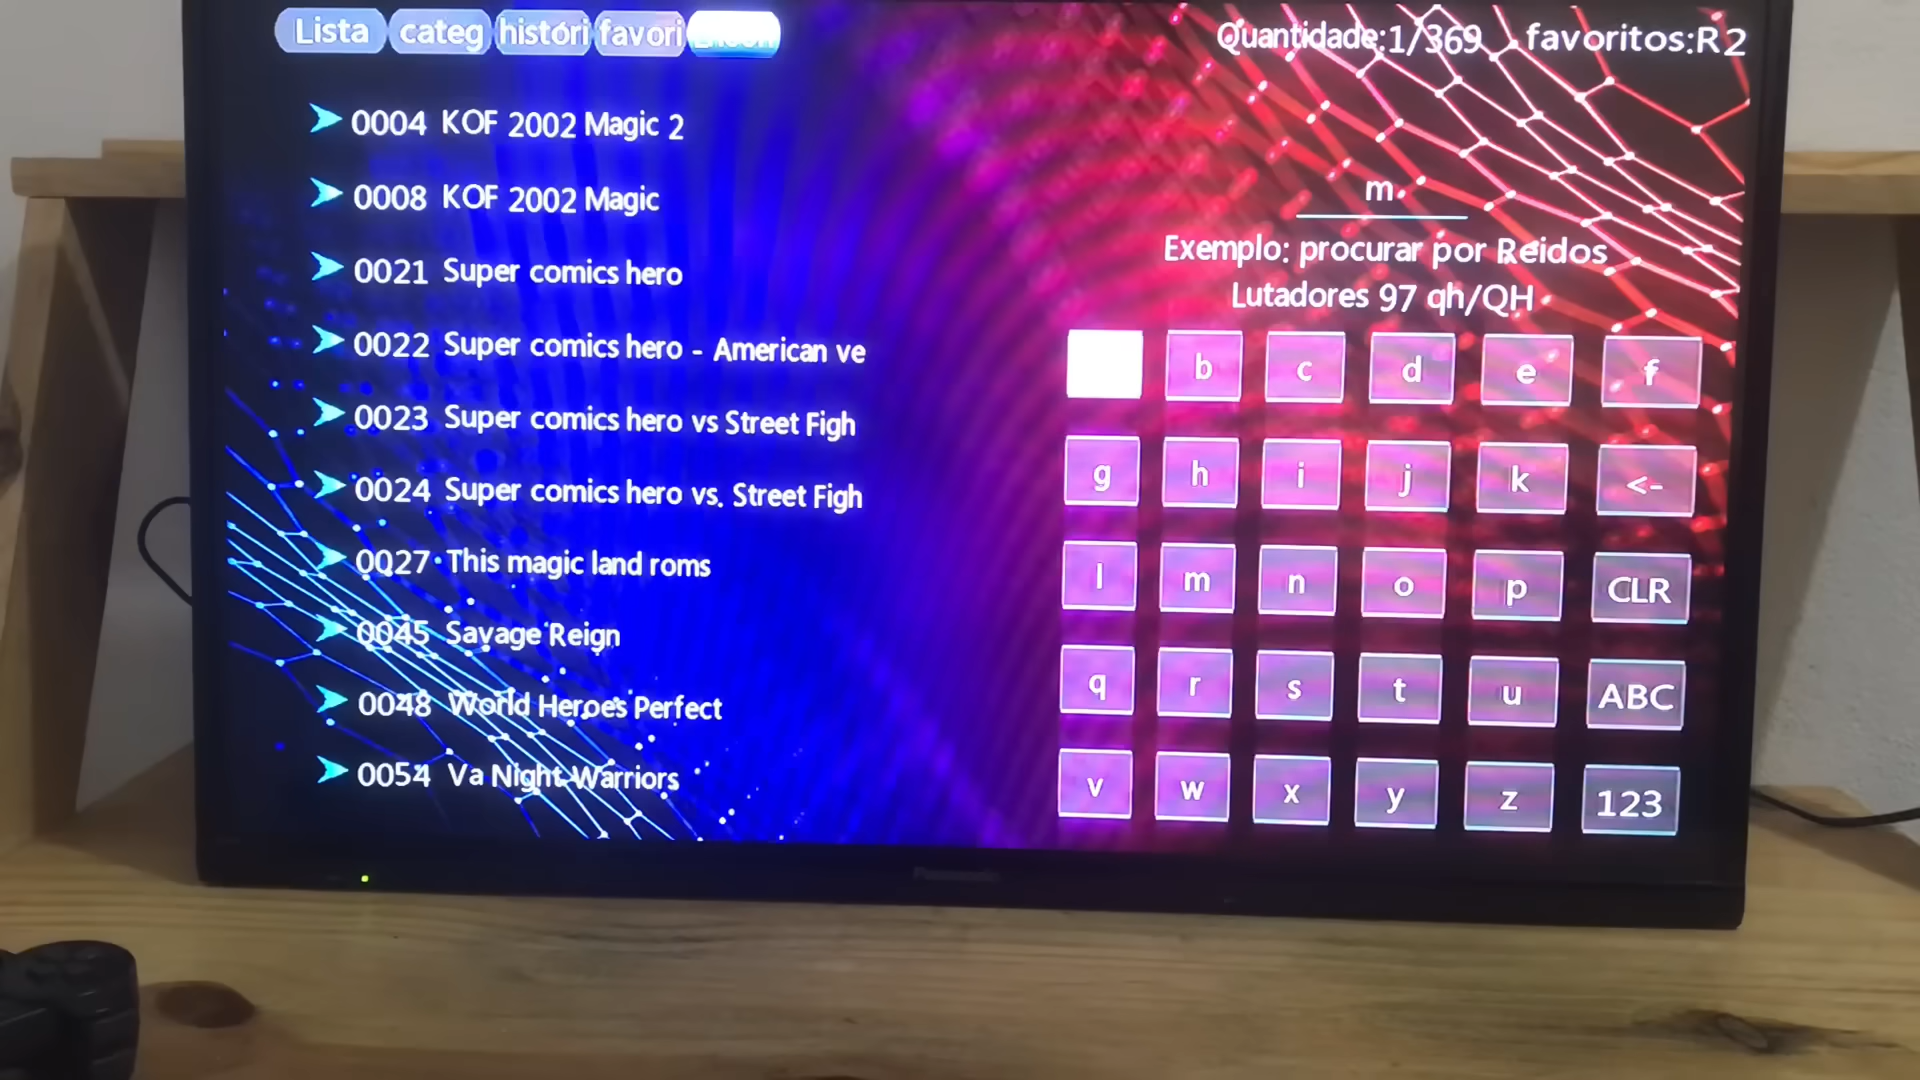 Lista categ históri favori
Quantidade:1/369 favoritos:R2
0004 KOF 2002 Magic 2
0008 KOF 2002 Magic
0021 Super comics hero
0022 Super comics hero - American ve
0023 Super comics hero vs Street Figh
0024 Super comics hero vs. Street Figh
0027 This magic land roms
0045 Savage Reign
0048 World Heroes Perfect
0054 Va Night Warriors
m
Exemplo: procurar por Reidos
Lutadores 97 qh/QH
b c d e f
g h i j k <-
l m n o p CLR
q r s t u ABC
v w x y z 123
Panasonic